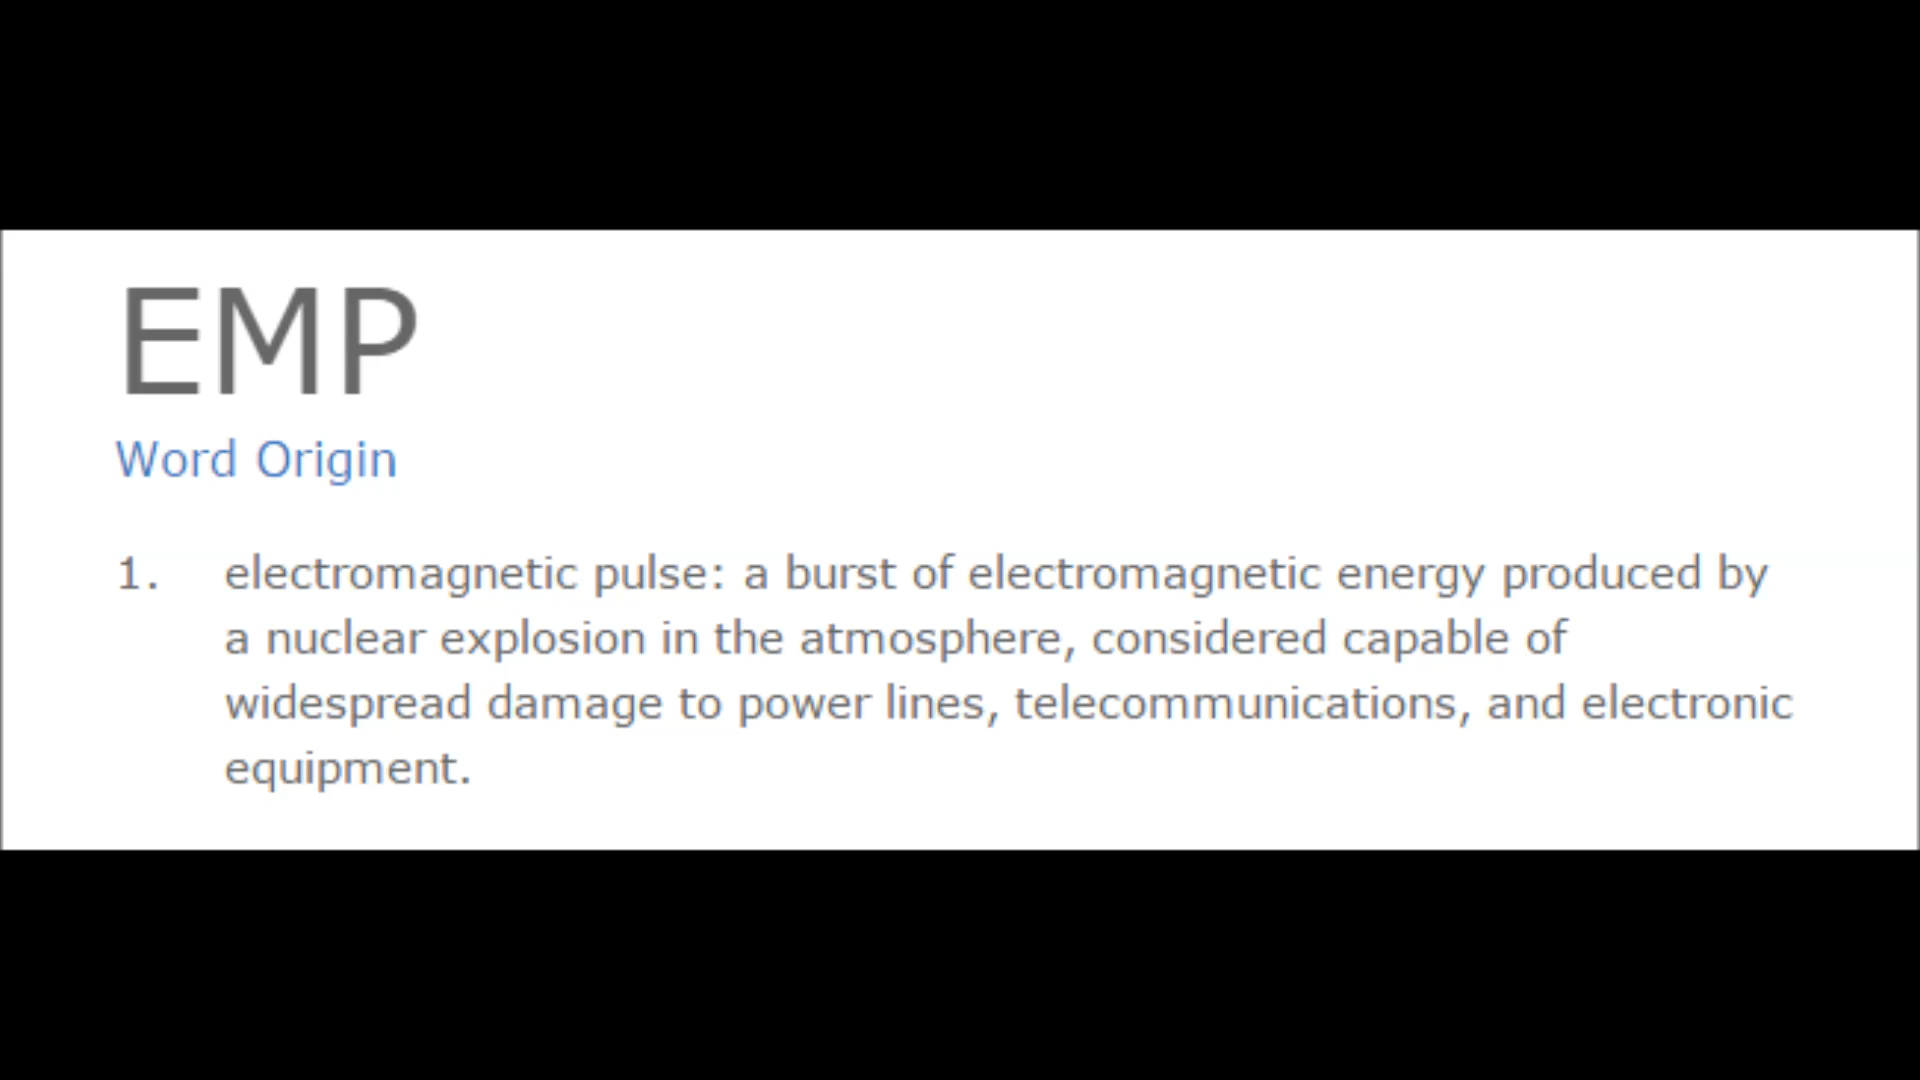 EMP
Word Origin
1. electromagnetic pulse: a burst of electromagnetic energy produced by
a nuclear explosion in the atmosphere, considered capable of
widespread damage to power lines, telecommunications, and electronic
equipment.